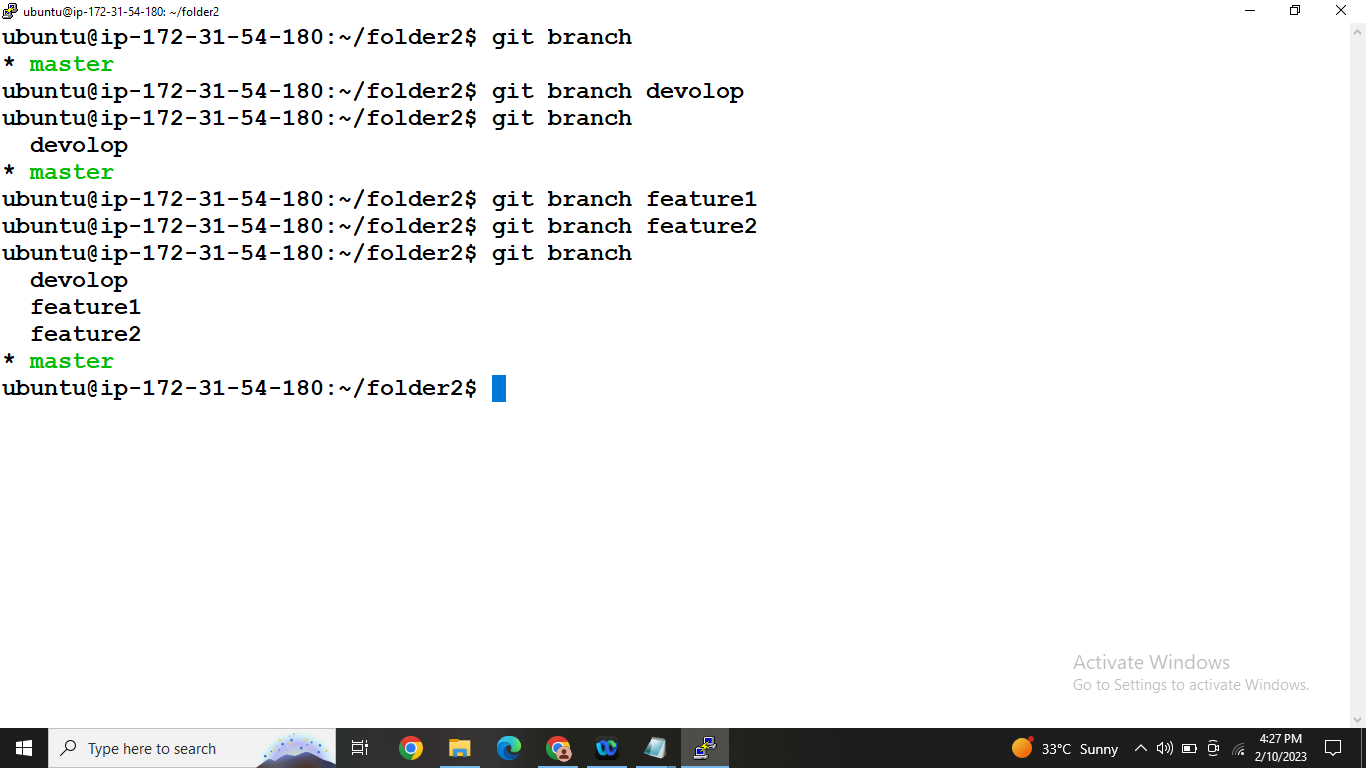 ubuntu@ip-172-31-54-180: ~/folder2
ubuntu@ip-172-31-54-180:~/folder2$ git branch
* master
ubuntu@ip-172-31-54-180:~/folder2$ git branch devolop
ubuntu@ip-172-31-54-180:~/folder2$ git branch
  devolop
* master
ubuntu@ip-172-31-54-180:~/folder2$ git branch feature1
ubuntu@ip-172-31-54-180:~/folder2$ git branch feature2
ubuntu@ip-172-31-54-180:~/folder2$ git branch
  devolop
  feature1
  feature2
* master
ubuntu@ip-172-31-54-180:~/folder2$
Activate Windows
Go to Settings to activate Windows.
Type here to search
33°C Sunny
4:27 PM
2/10/2023